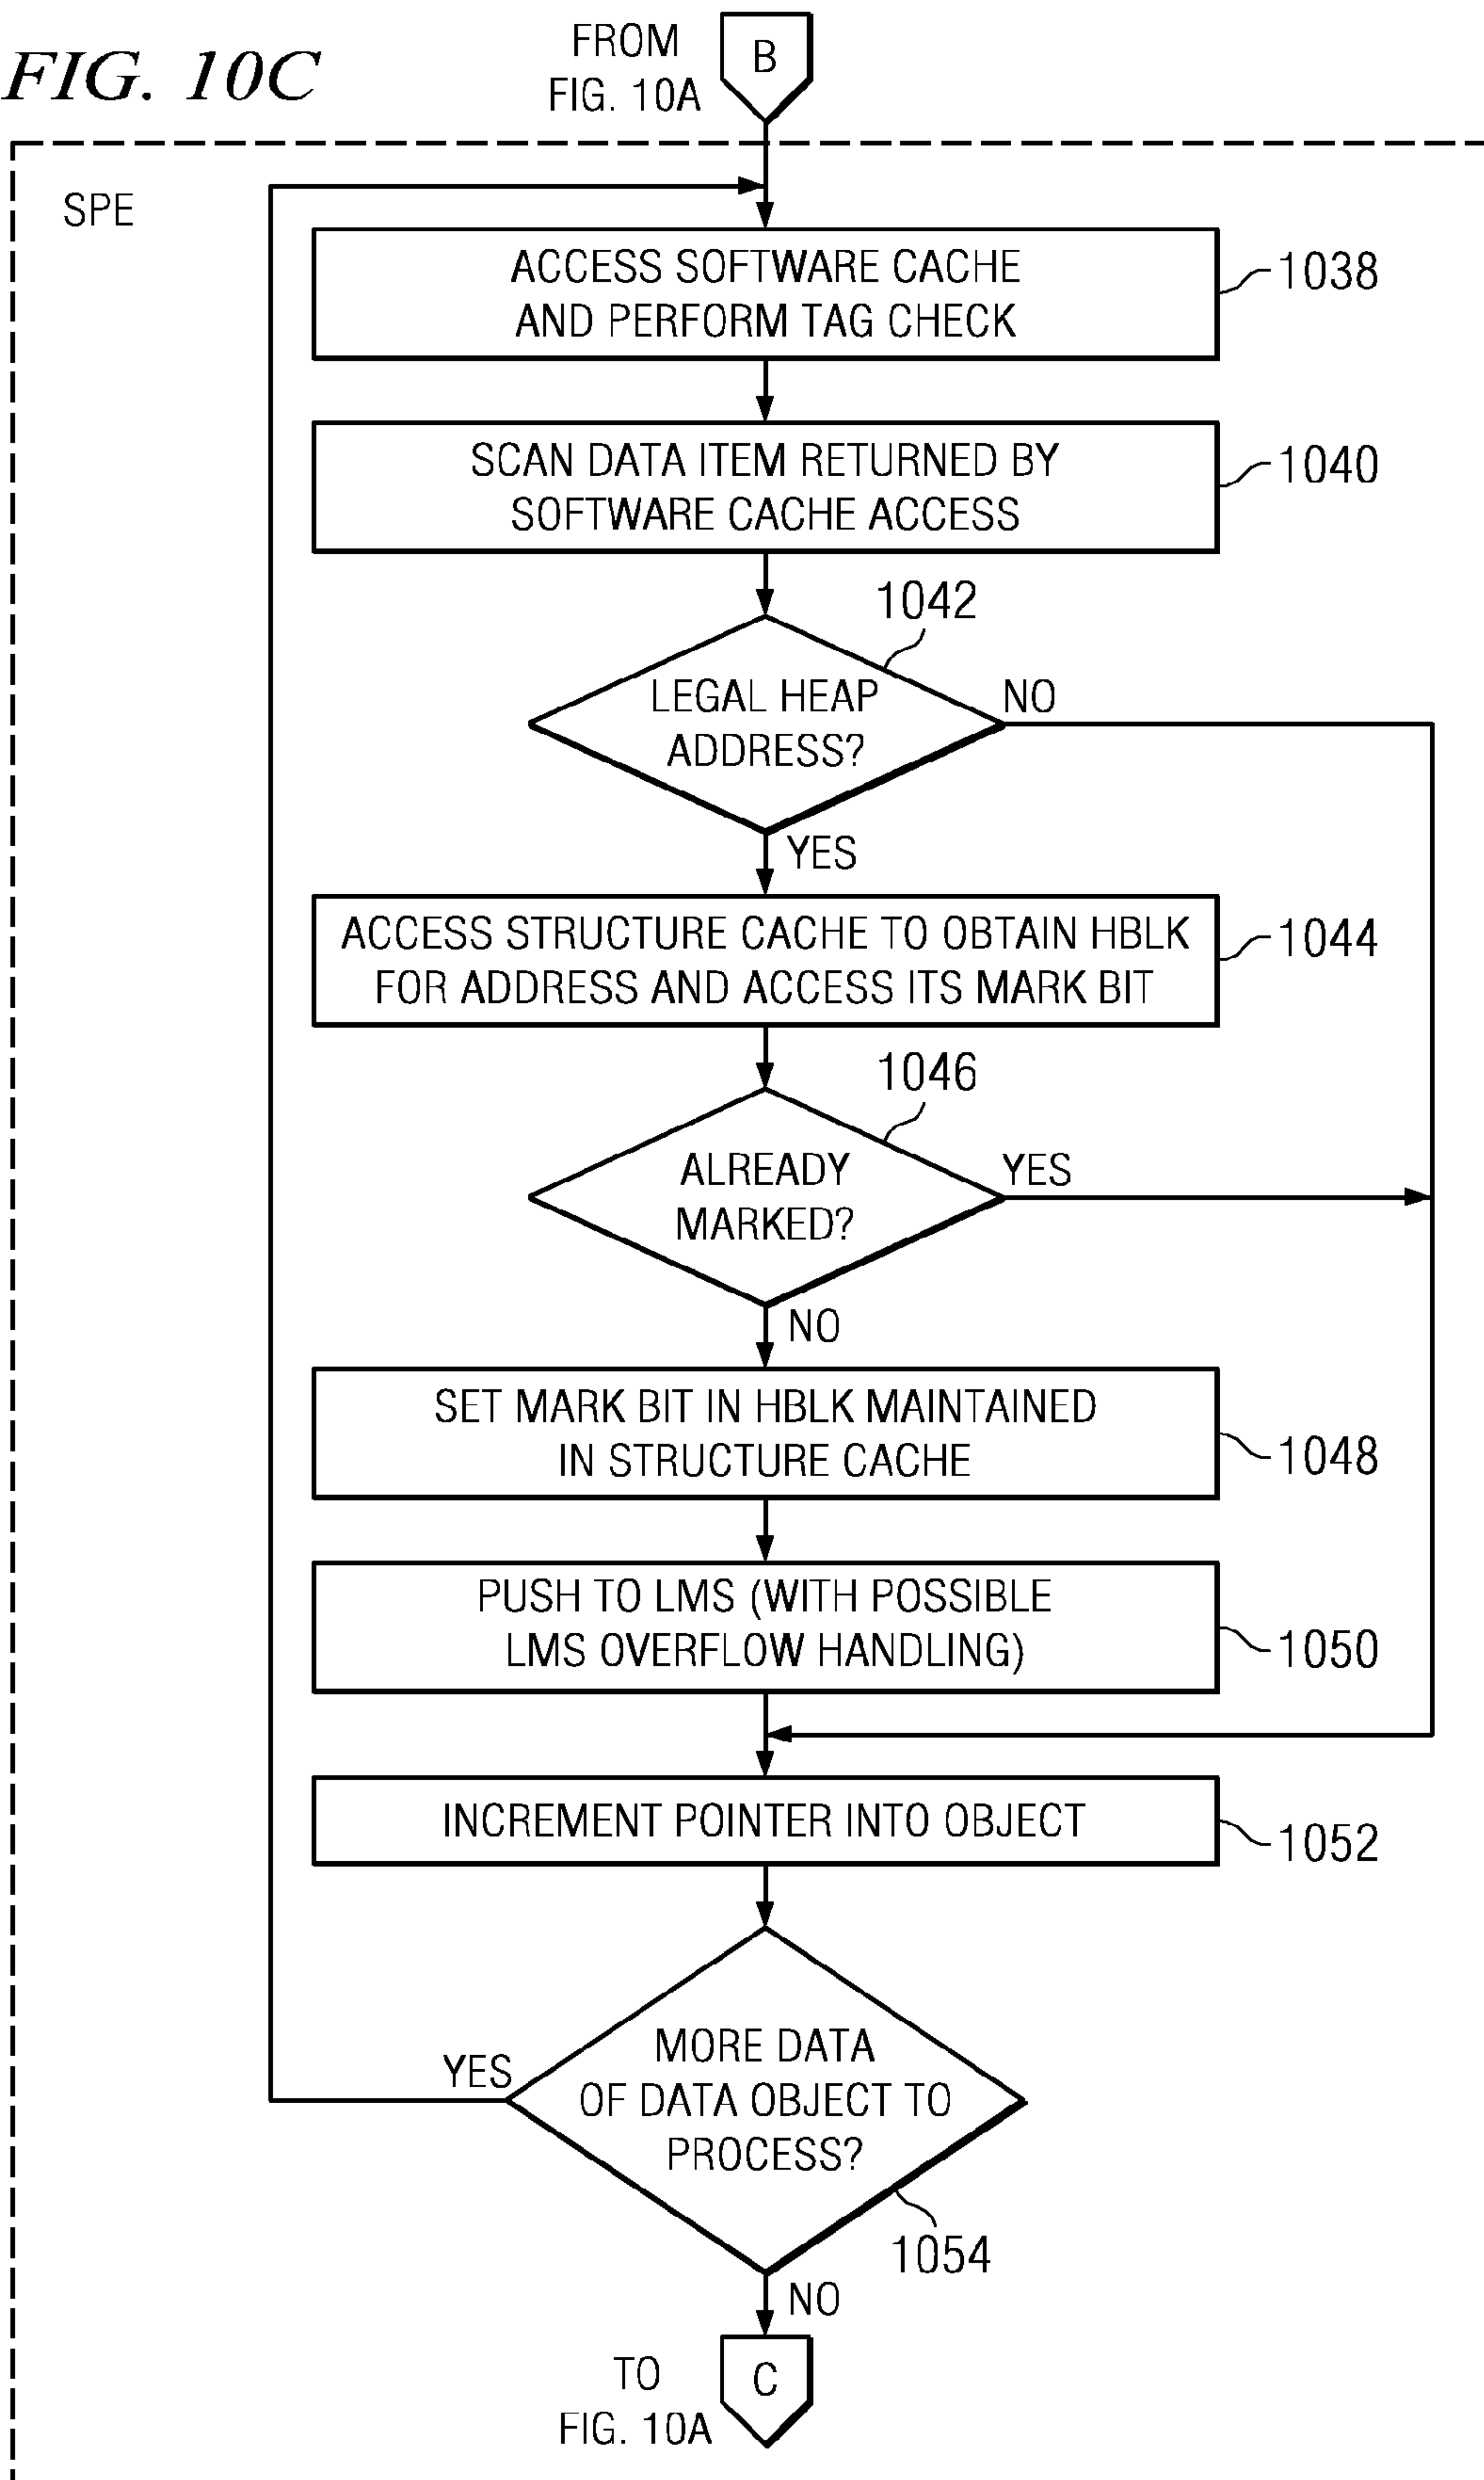 FIG. 10C
FROM
FIG. 10A
B
SPE
ACCESS SOFTWARE CACHE
AND PERFORM TAG CHECK
1038
SCAN DATA ITEM RETURNED BY
SOFTWARE CACHE ACCESS
1040
1042
LEGAL HEAP
ADDRESS?
NO
YES
ACCESS STRUCTURE CACHE TO OBTAIN HBLK
FOR ADDRESS AND ACCESS ITS MARK BIT
1044
1046
ALREADY
MARKED?
YES
NO
SET MARK BIT IN HBLK MAINTAINED
IN STRUCTURE CACHE
1048
PUSH TO LMS (WITH POSSIBLE
LMS OVERFLOW HANDLING)
1050
INCREMENT POINTER INTO OBJECT
1052
YES
MORE DATA
OF DATA OBJECT TO
PROCESS?
1054
NO
TO
FIG. 10A
C